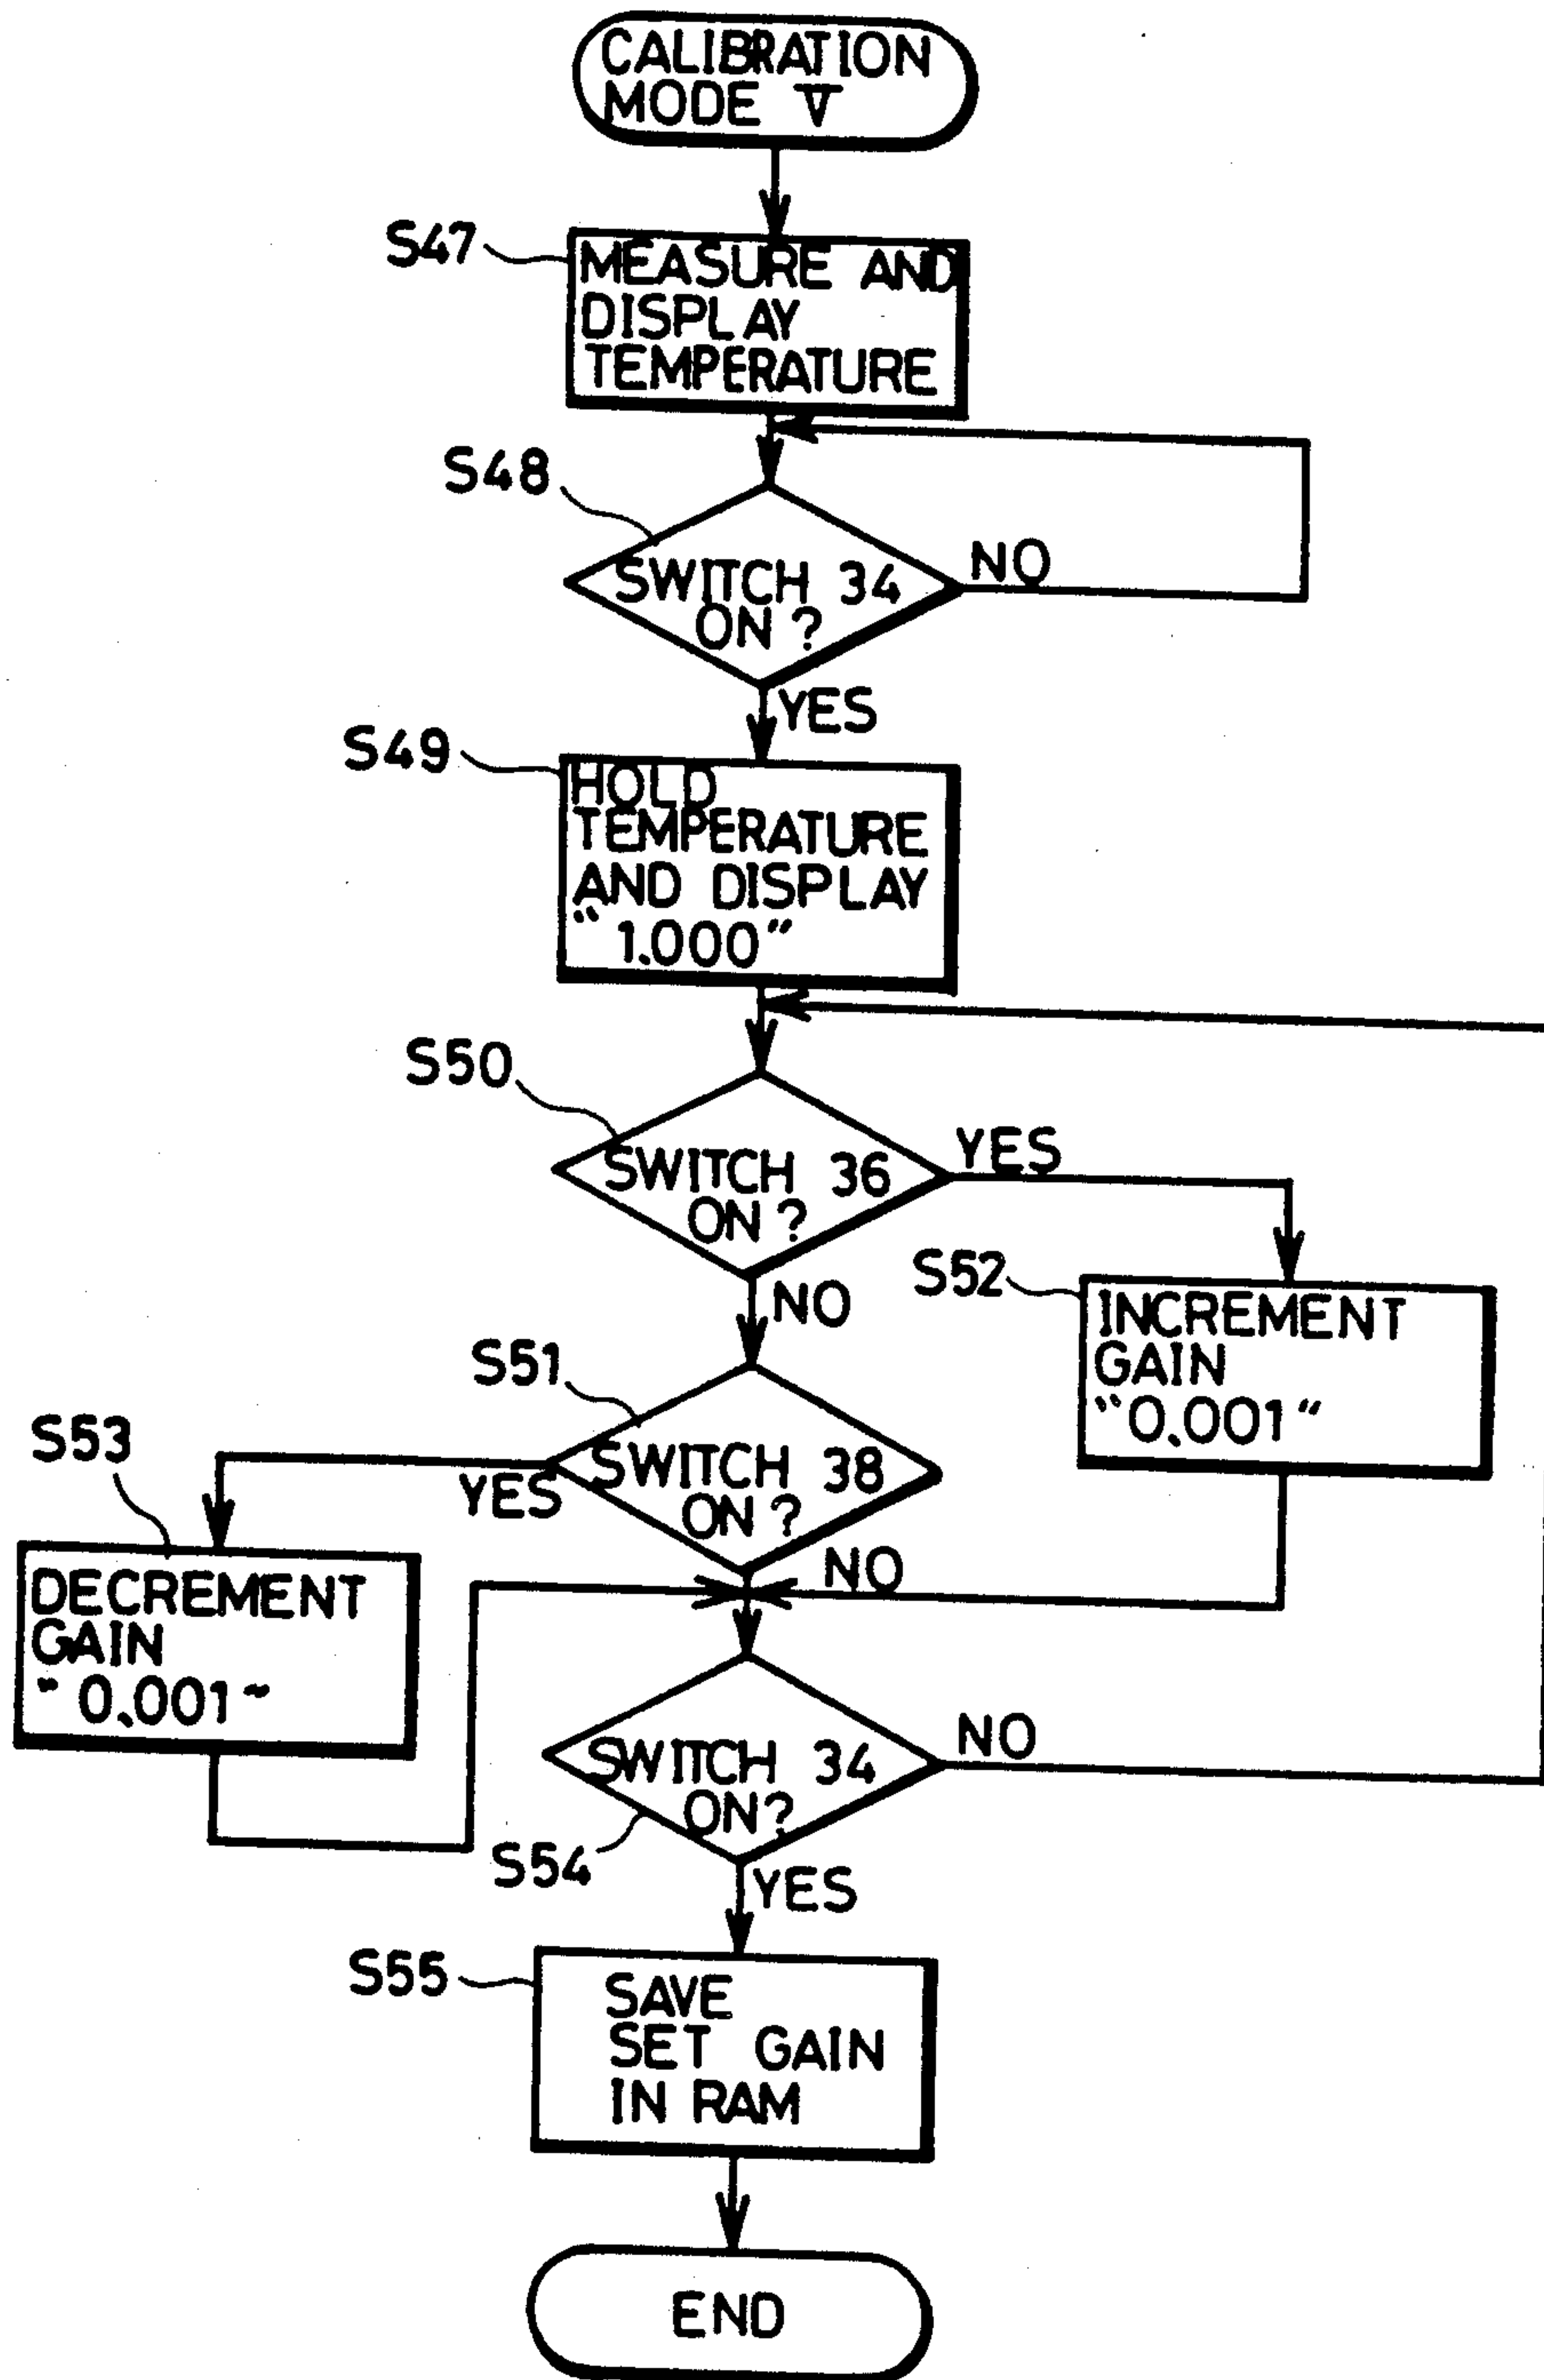 CALIBRATION
MODE V
S47
MEASURE AND
DISPLAY
TEMPERATURE
S48
SWITCH 34
ON ?
NO
YES
S49
HOLD
TEMPERATURE
AND DISPLAY
"1.000"
S50
SWITCH 36
ON ?
YES
NO
S52
INCREMENT
GAIN
"0.001"
S51
SWITCH 38
ON ?
YES
NO
S53
DECREMENT
GAIN
"0.001"
SWITCH 34
ON?
NO
S54
YES
S55
SAVE
SET GAIN
IN RAM
END